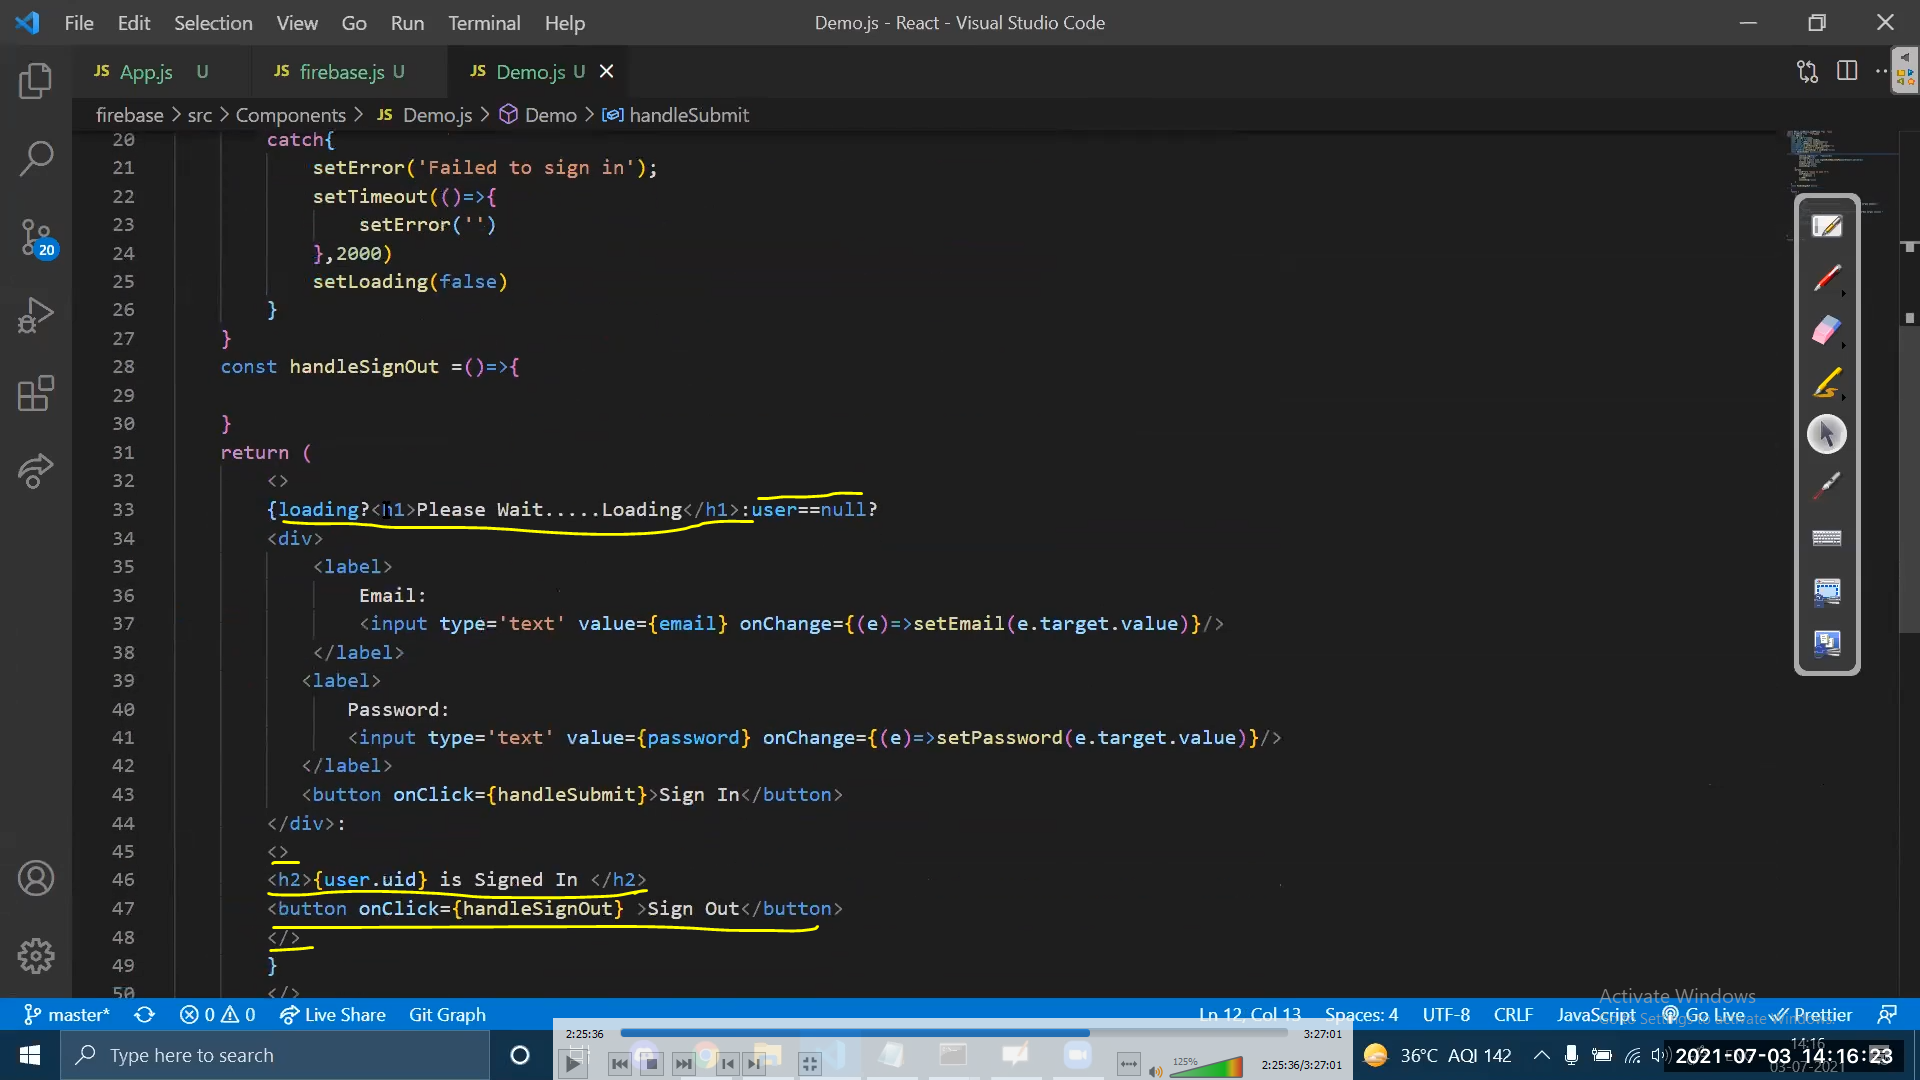 File Edit Selection View Go Run Terminal Help Demo.js - React - Visual Studio Code
JS App.js U JS firebase.js U JS Demo.js U
firebase > src > Components > JS Demo.js > Demo > handleSubmit
20 catch{
21 setError('Failed to sign in');
22 setTimeout(()=>{
23 setError('')
24 },2000)
25 setLoading(false)
26 }
27 }
28 const handleSignOut =()=>{
29
30 }
31 return (
32 <>
33 {loading?<h1>Please Wait.....Loading</h1>:user==null?
34 <div>
35 <label>
36 Email:
37 <input type='text' value={email} onChange={(e)=>setEmail(e.target.value)}/>
38 </label>
39 <label>
40 Password:
41 <input type='text' value={password} onChange={(e)=>setPassword(e.target.value)}/>
42 </label>
43 <button onClick={handleSubmit}>Sign In</button>
44 </div>:
45 <>
46 <h2>{user.uid} is Signed In </h2>
47 <button onClick={handleSignOut} >Sign Out</button>
48 </>
49 }
50 </>
20
Activate Windows
master* 0 0 Live Share Git Graph Ln 12, Col 13 Spaces: 4 UTF-8 CRLF JavaScript Go Live Prettier
Type here to search
2:25:36 3:27:01
125% 2:25:36/3:27:01
36°C AQI 142
14:16
2021-07-03 14:16:23
03-07-2021